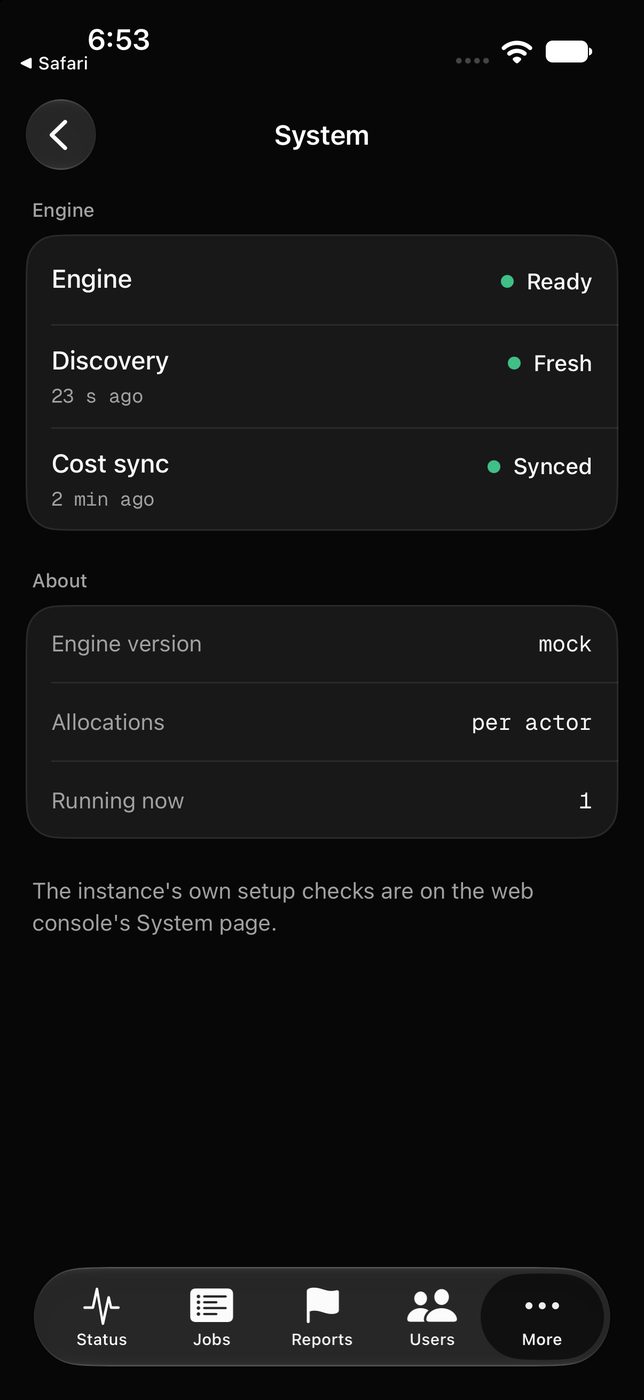 6:53
◀ Safari
System
Engine
Engine
Ready
Discovery
Fresh
23 s ago
Cost sync
Synced
2 min ago
About
Engine version
mock
Allocations
per actor
Running now
1
The instance's own setup checks are on the web
console's System page.
Status
Jobs
Reports
Users
More